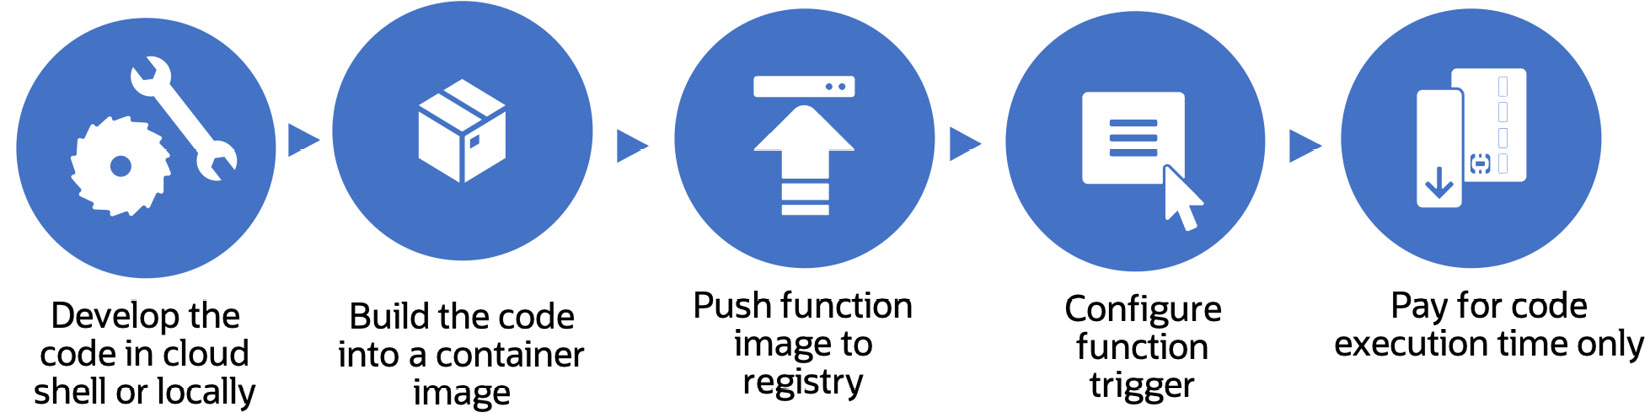 Develop the
code in cloud
shell or locally
Build the code
into a container
image
Push function
image to
registry
Configure
function
trigger
Pay for code
execution time only